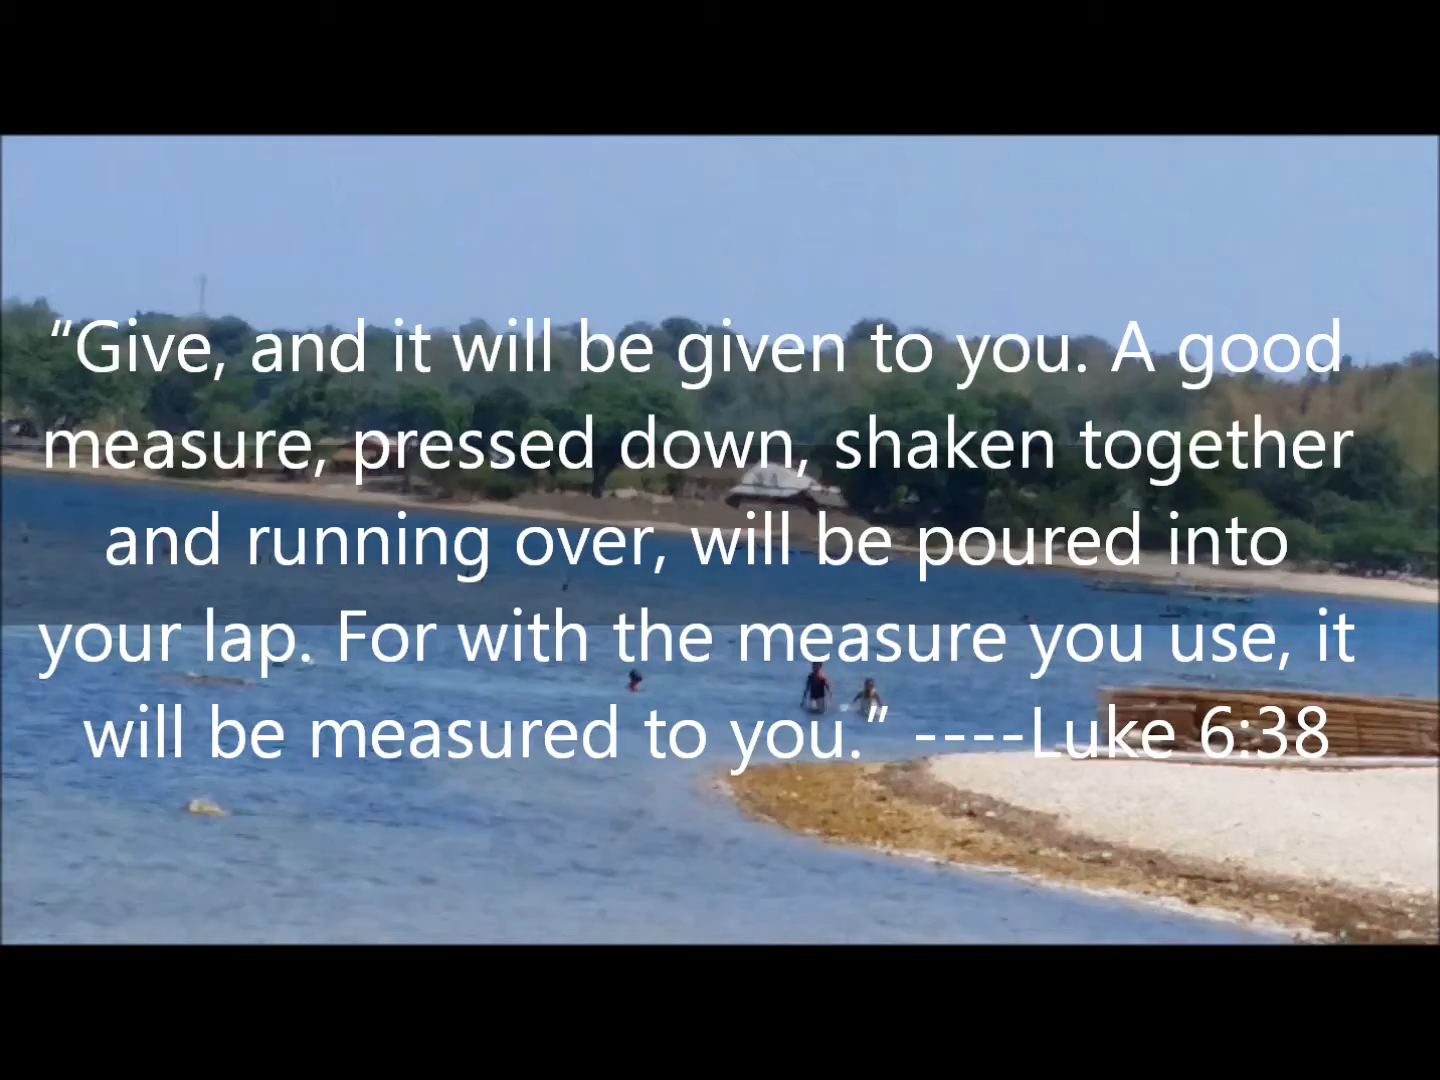 “Give, and it will be given to you. A good
measure, pressed down, shaken together
and running over, will be poured into
your lap. For with the measure you use, it
will be measured to you.” ----Luke 6:38